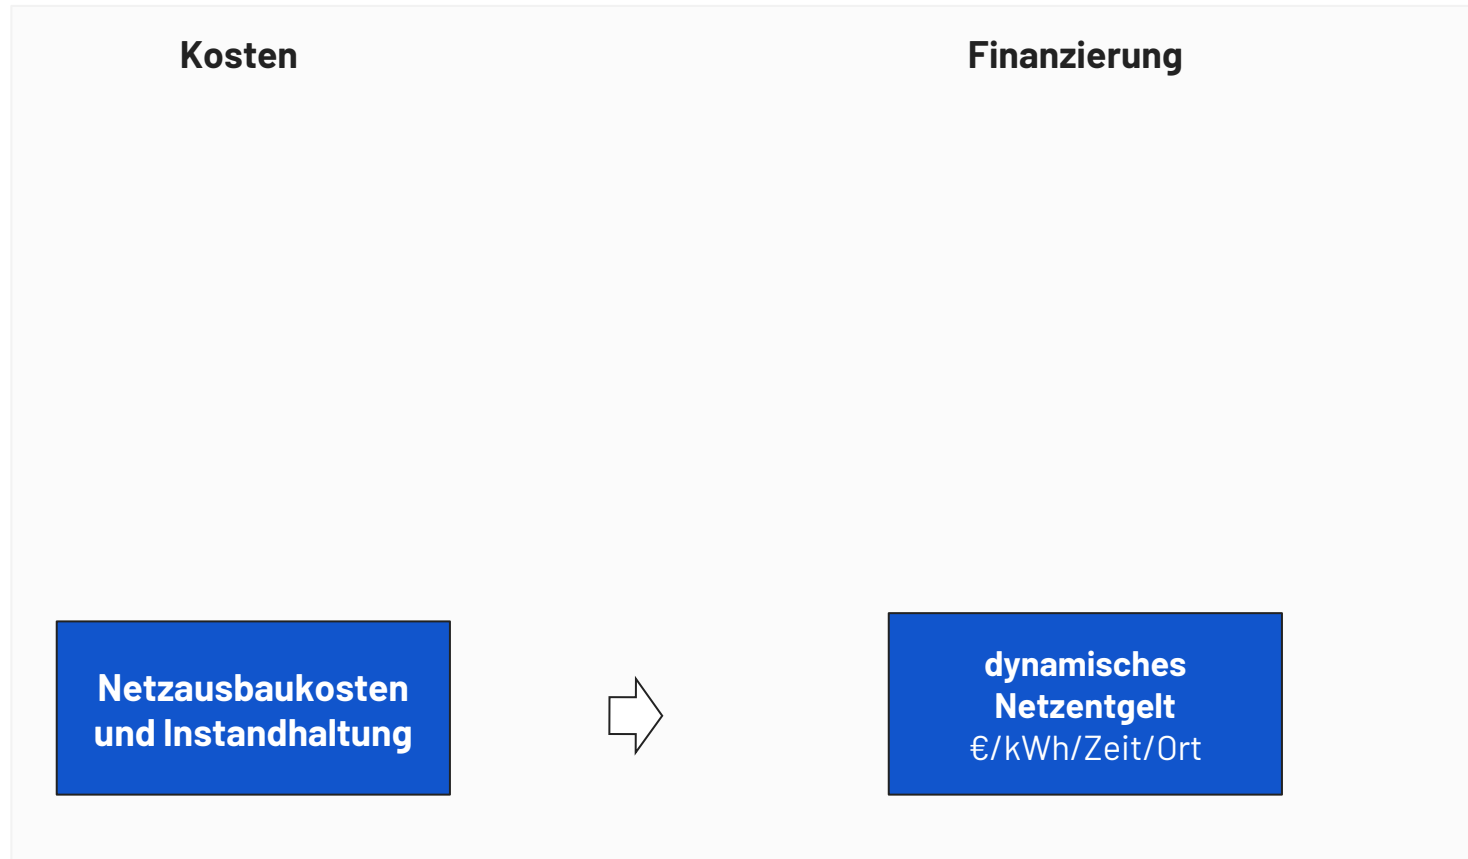 Kosten
Finanzierung
Netzausbaukosten
und Instandhaltung
dynamisches
Netzentgelt
€/kWh/Zeit/Ort